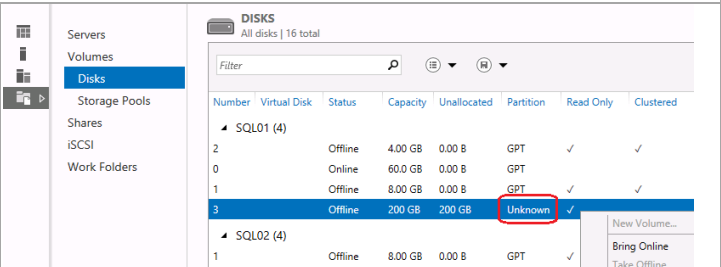 DISKS
All disks | 16 total
Servers
Volumes
Disks
Storage Pools
Shares
iSCSI
Work Folders
Filter
Number Virtual Disk Status Capacity Unallocated Partition Read Only Clustered
SQL01 (4)
2 Offline 4.00 GB 0.00 B GPT ✓ ✓
0 Online 60.0 GB 0.00 B GPT
1 Offline 8.00 GB 0.00 B GPT ✓ ✓
3 Offline 200 GB 200 GB Unknown ✓
SQL02 (4)
1 Offline 8.00 GB 0.00 B GPT ✓
New Volume...
Bring Online
Take Offline